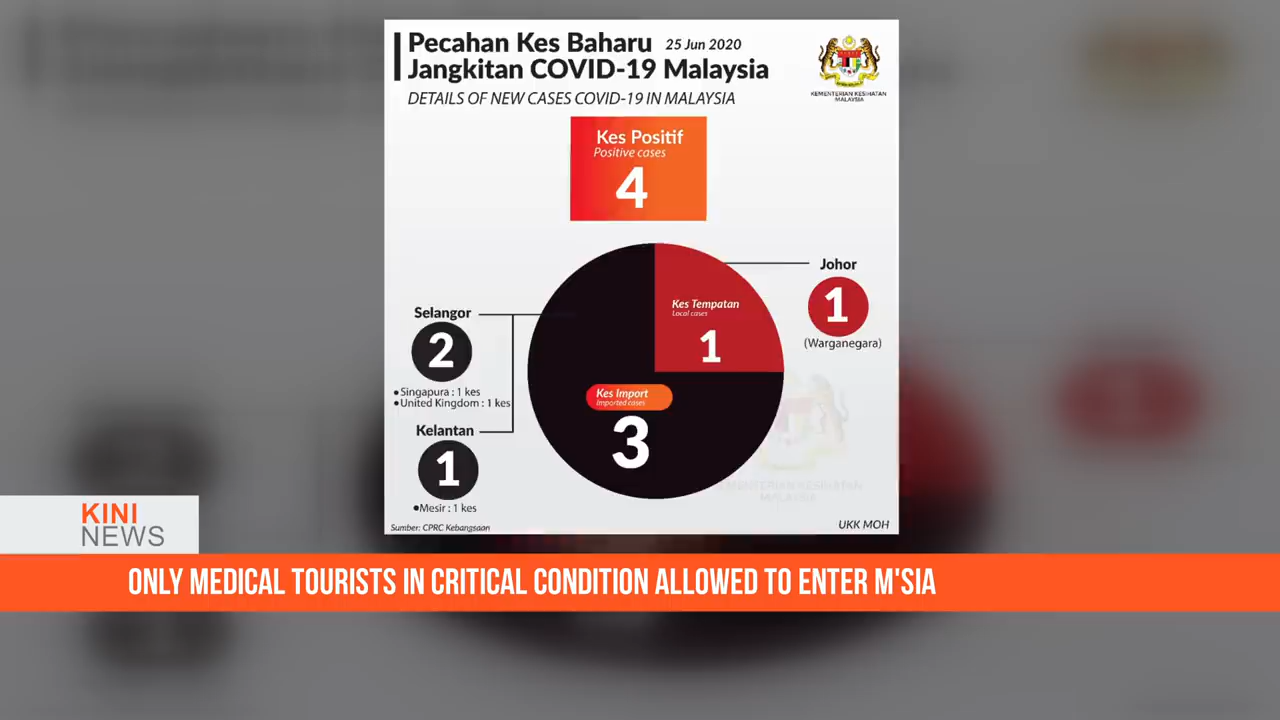 Pecahan Kes Baharu 25 Jun 2020
Jangkitan COVID-19 Malaysia
DETAILS OF NEW CASES COVID-19 IN MALAYSIA
KEMENTERIAN KESIHATAN
MALAYSIA
Kes Positif
Positive cases
4
Johor
1
(Warganegara)
Kes Tempatan
Local cases
1
Selangor
2
•Singapura : 1 kes
•United Kingdom : 1 kes
Kes Import
Imported cases
3
Kelantan
1
•Mesir : 1 kes
KEMENTERIAN KESIHATAN
MALAYSIA
Sumber: CPRC Kebangsaan
UKK MOH
KINI
NEWS
ONLY MEDICAL TOURISTS IN CRITICAL CONDITION ALLOWED TO ENTER M'SIA